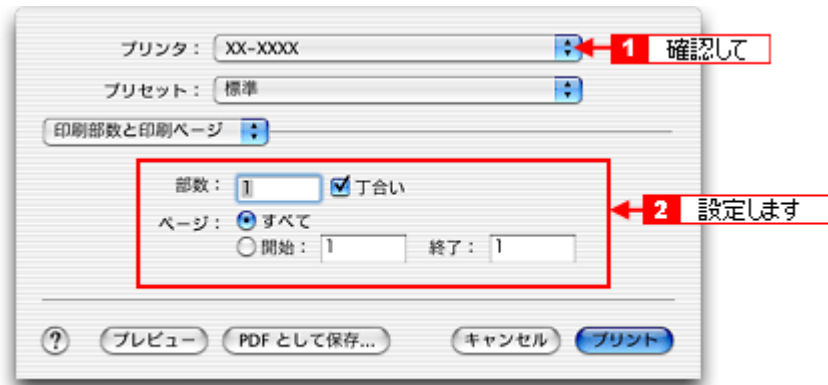 プリンタ： XX-XXXX
1 確認して
プリセット： 標準
印刷部数と印刷ページ
部数： 1 丁合い
ページ： すべて
2 設定します
開始： 1 終了： 1
? プレビュー PDF として保存... キャンセル プリント